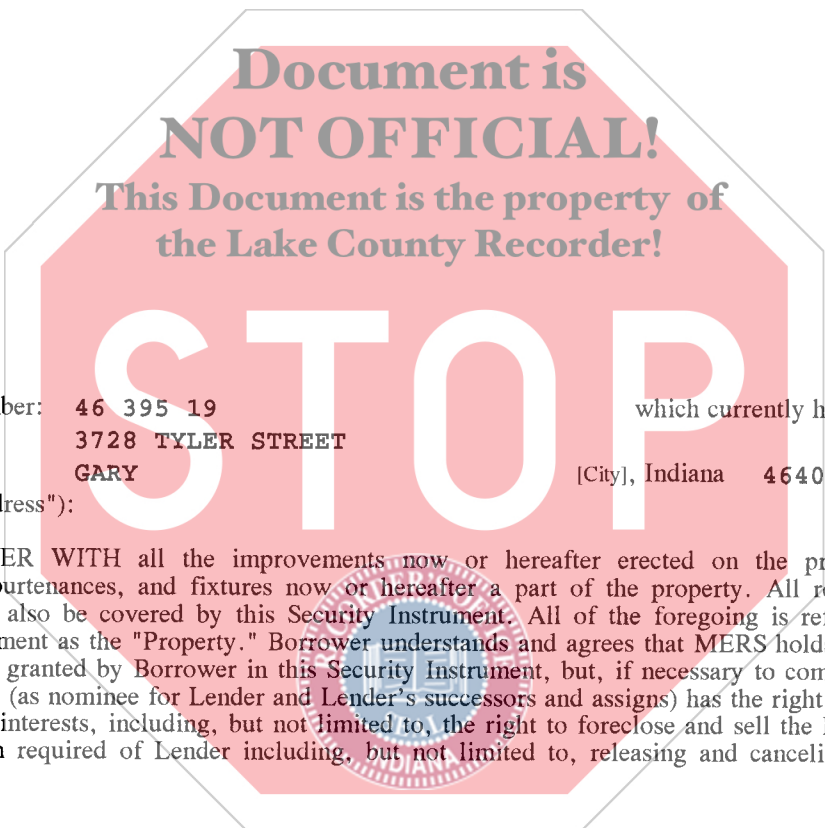 Document is
NOT OFFICIAL!
This Document is the property of
the Lake County Recorder!
STOP
ber: 46 395 19 which currently h
3728 TYLER STREET
GARY [City], Indiana 4640
ress"):
ER WITH all the improvements now or hereafter erected on the pr
urtenances, and fixtures now or hereafter a part of the property. All r
also be covered by this Security Instrument. All of the foregoing is re
ment as the "Property." Borrower understands and agrees that MERS hold
granted by Borrower in this Security Instrument, but, if necessary to com
(as nominee for Lender and Lender's successors and assigns) has the right
interests, including, but not limited to, the right to foreclose and sell the
required of Lender including, but not limited to, releasing and canceli
SEAL
INDIANA